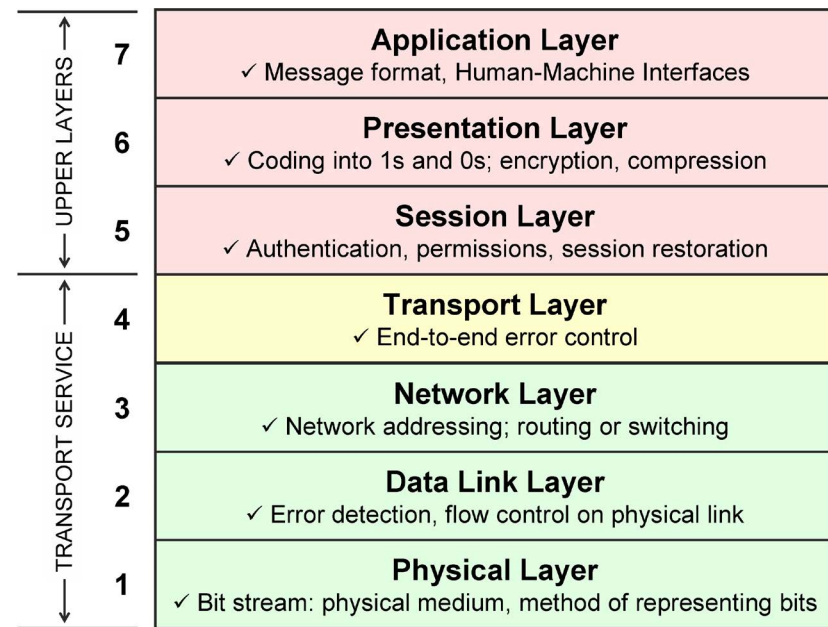 UPPER LAYERS
7
Application Layer
✓ Message format, Human-Machine Interfaces
6
Presentation Layer
✓ Coding into 1s and 0s; encryption, compression
5
Session Layer
✓ Authentication, permissions, session restoration
TRANSPORT SERVICE
4
Transport Layer
✓ End-to-end error control
3
Network Layer
✓ Network addressing; routing or switching
2
Data Link Layer
✓ Error detection, flow control on physical link
1
Physical Layer
✓ Bit stream: physical medium, method of representing bits